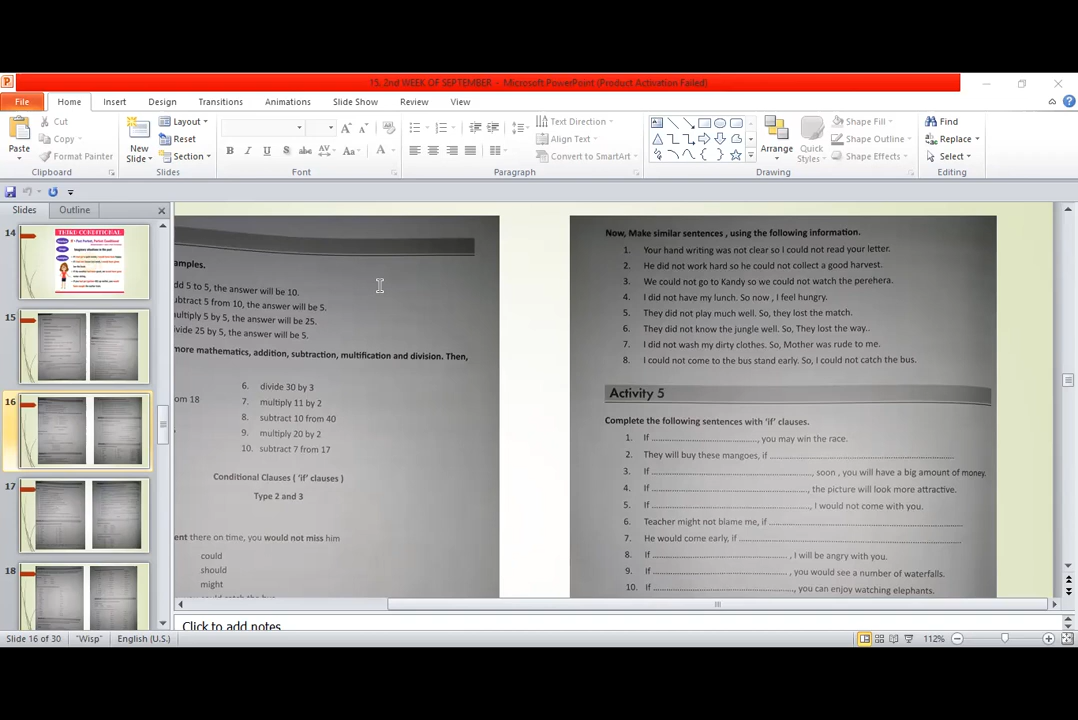 15. 2nd WEEK OF SEPTEMBER - Microsoft PowerPoint (Product Activation Failed)
File Home Insert Design Transitions Animations Slide Show Review View
Paste
Cut
Copy
Format Painter
Clipboard
New Slide
Layout
Reset
Section
Slides
Font
Text Direction
Align Text
Convert to SmartArt
Paragraph
Arrange
Quick Styles
Shape Fill
Shape Outline
Shape Effects
Drawing
Find
Replace
Select
Editing
Slides Outline
14
THIRD CONDITIONAL
15
16
17
18
amples.
dd 5 to 5, the answer will be 10.
ubtract 5 from 10, the answer will be 5.
ultiply 5 by 5, the answer will be 25.
vide 25 by 5, the answer will be 5.
more mathematics, addition, subtraction, multification and division. Then,
om 18
6. divide 30 by 3
7. multiply 11 by 2
8. subtract 10 from 40
9. multiply 20 by 2
10. subtract 7 from 17
Conditional Clauses ( 'if' clauses )
Type 2 and 3
ent there on time, you would not miss him
could
should
might
Now, Make similar sentences , using the following information.
1. Your hand writing was not clear so I could not read your letter.
2. He did not work hard so he could not collect a good harvest.
3. We could not go to Kandy so we could not watch the perehera.
4. I did not have my lunch. So now , I feel hungry.
5. They did not play much well. So, they lost the match.
6. They did not know the jungle well. So, They lost the way..
7. I did not wash my dirty clothes. So, Mother was rude to me.
8. I could not come to the bus stand early. So, I could not catch the bus.
Activity 5
Complete the following sentences with 'if' clauses.
1. If ................................, you may win the race.
2. They will buy these mangoes, if ................................
3. If ................................, soon , you will have a big amount of money.
4. If ................................, the picture will look more attractive.
5. If ................................, I would not come with you.
6. Teacher might not blame me, if ................................
7. He would come early, if ................................
8. If ................................ , I will be angry with you.
9. If ................................ , you would see a number of waterfalls.
10. If ................................, you can enjoy watching elephants.
Click to add notes
Slide 16 of 30 "Wisp" English (U.S.) 112%